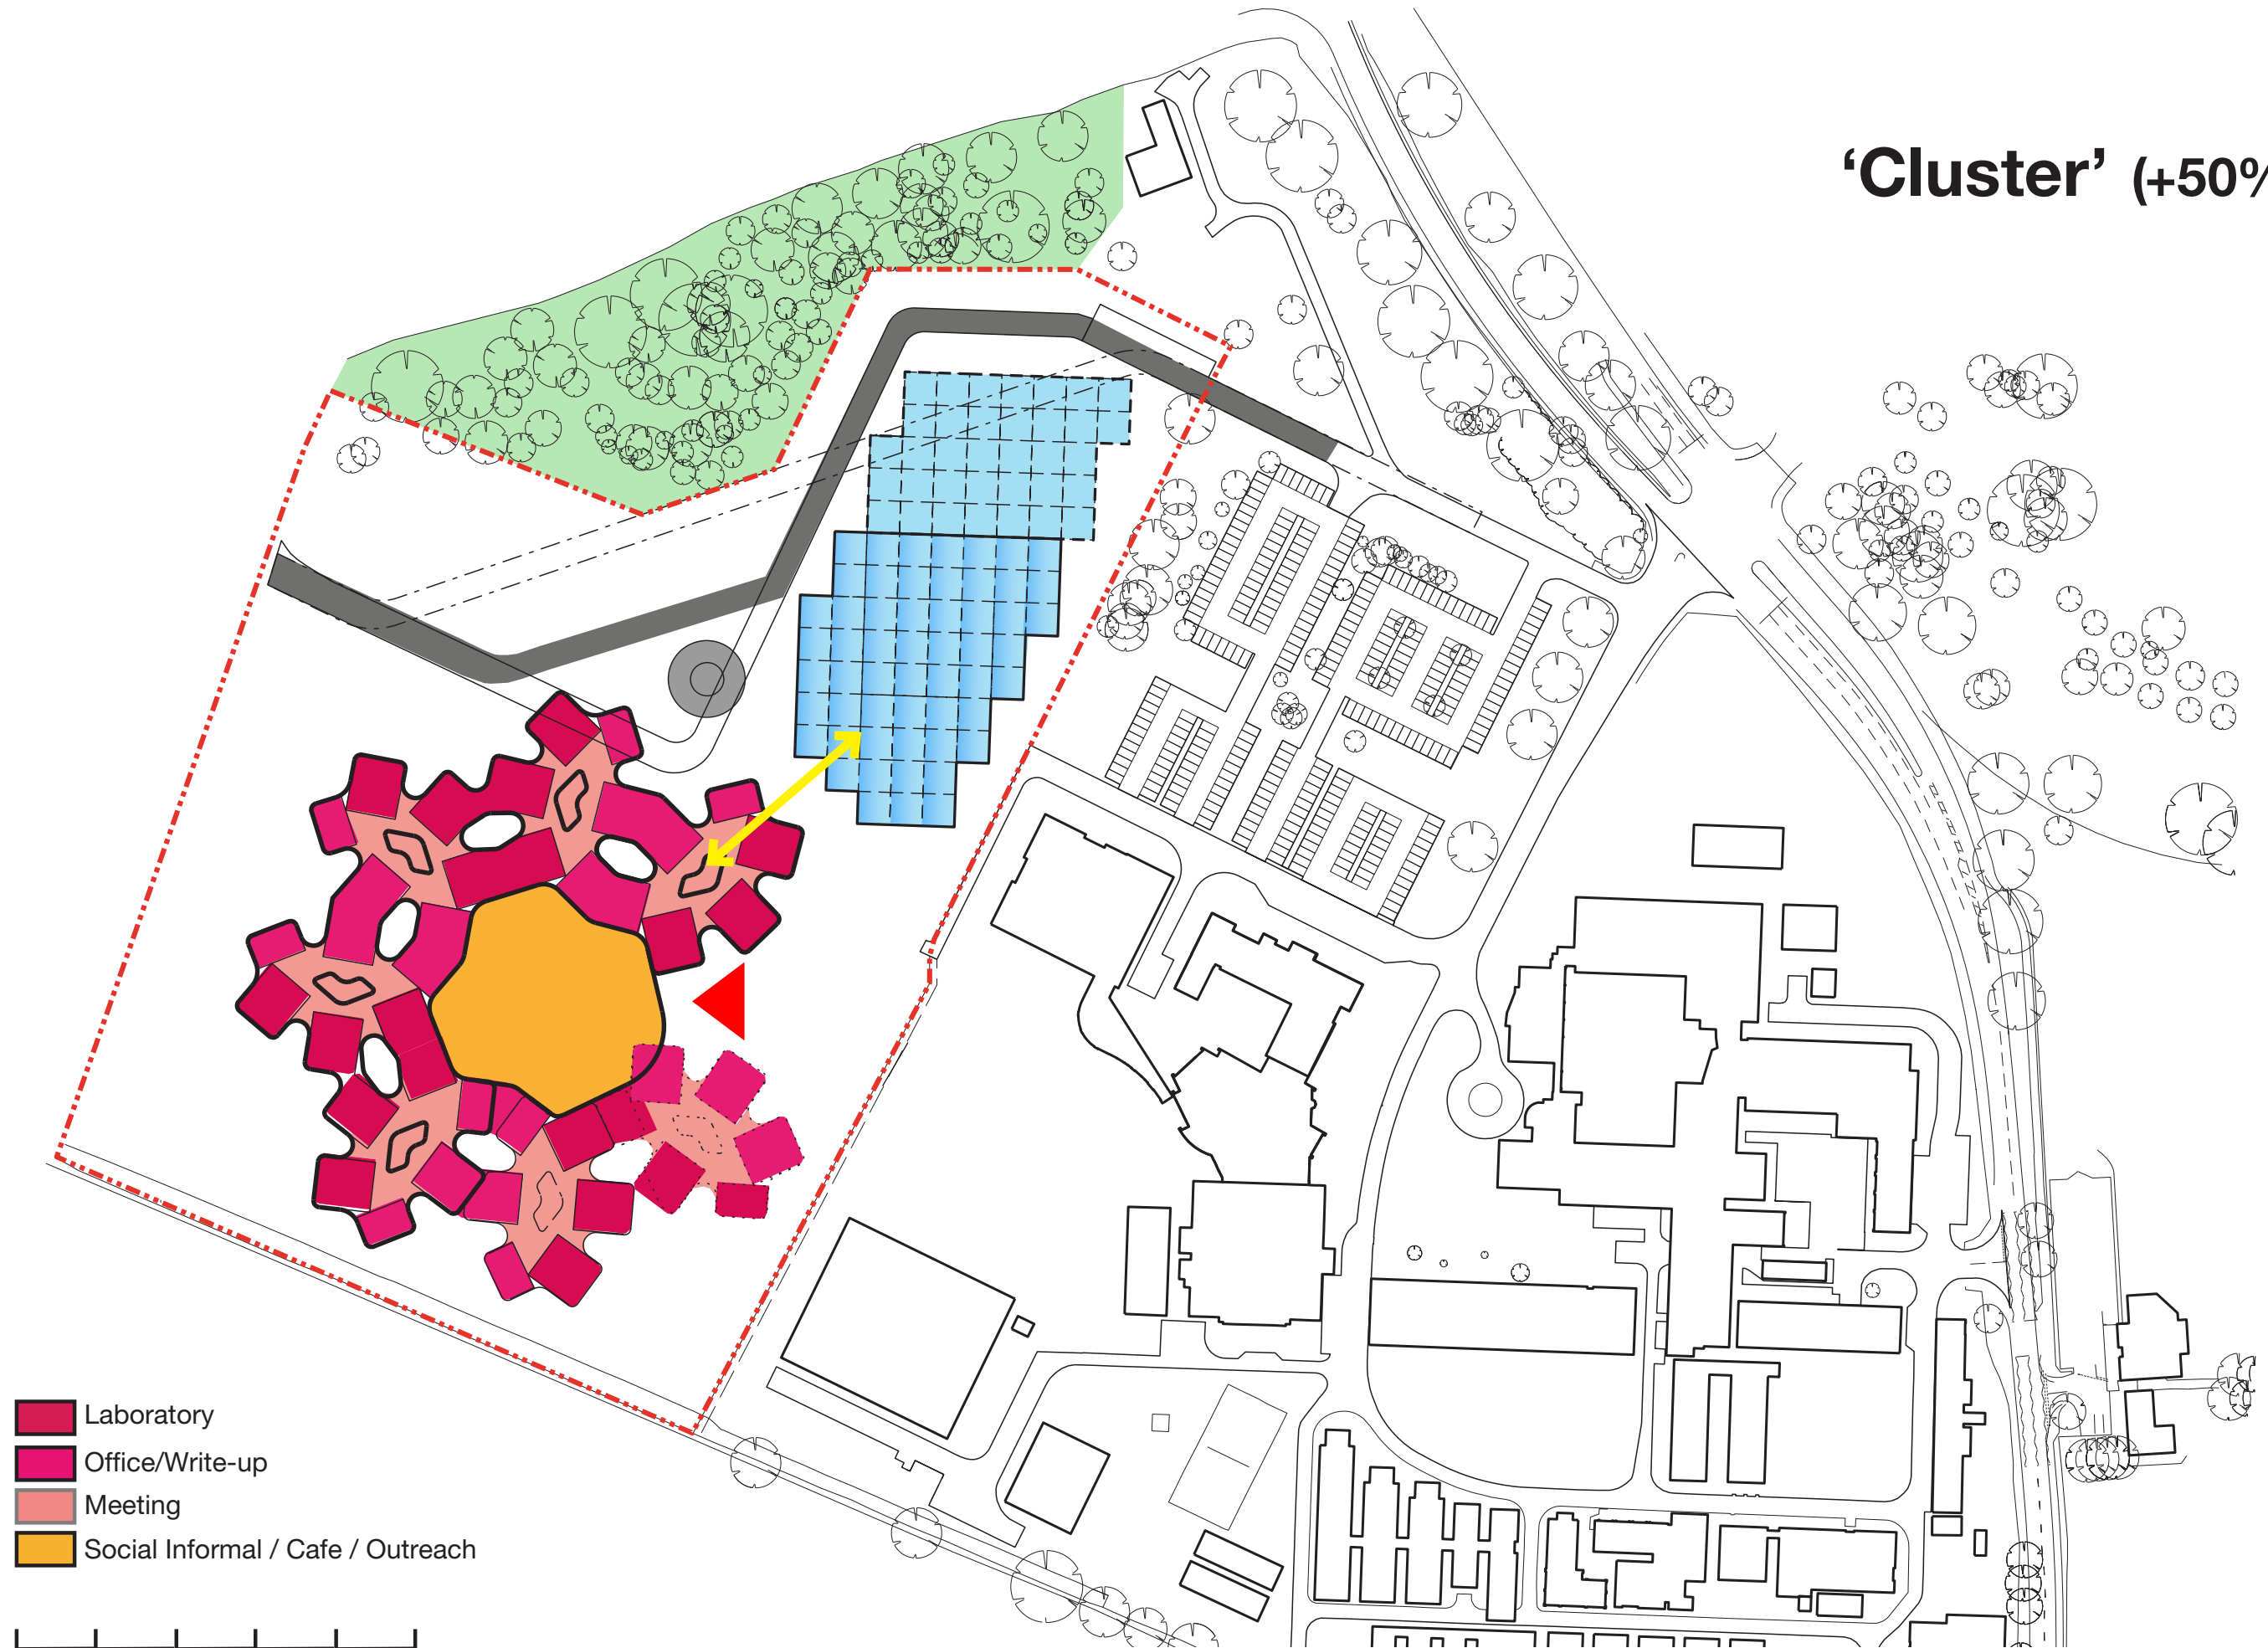 ‘Cluster’ (+50%
Laboratory
Office/Write-up
Meeting
Social Informal / Cafe / Outreach